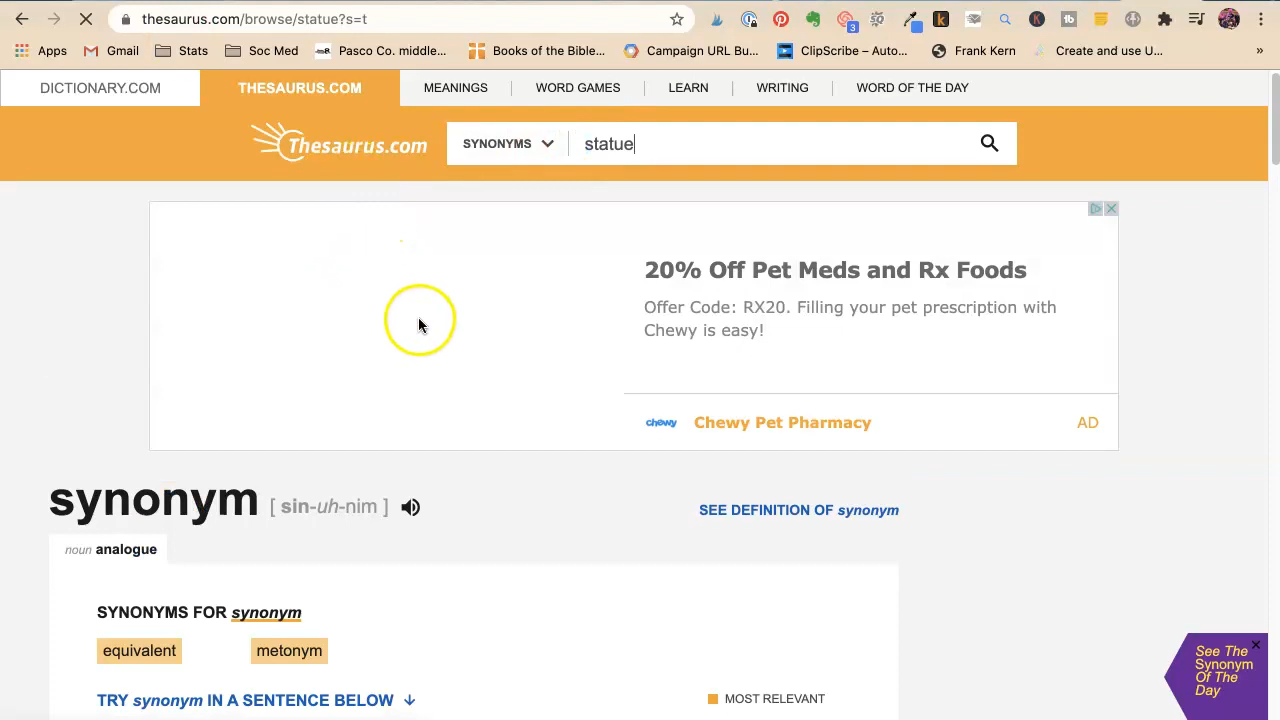 thesaurus.com/browse/statue?s=t
3
Apps Gmail Stats Soc Med Pasco Co. middle... Books of the Bible... Campaign URL Bu... ClipScribe – Auto... Frank Kern Create and use U... »
DICTIONARY.COM THESAURUS.COM MEANINGS WORD GAMES LEARN WRITING WORD OF THE DAY
Thesaurus.com SYNONYMS statue
20% Off Pet Meds and Rx Foods
Offer Code: RX20. Filling your pet prescription with
Chewy is easy!
chewy Chewy Pet Pharmacy AD
synonym [ sin-uh-nim ] SEE DEFINITION OF synonym
noun analogue
SYNONYMS FOR synonym
equivalent metonym
TRY synonym IN A SENTENCE BELOW ↓ MOST RELEVANT
See The
Synonym
Of The
Day